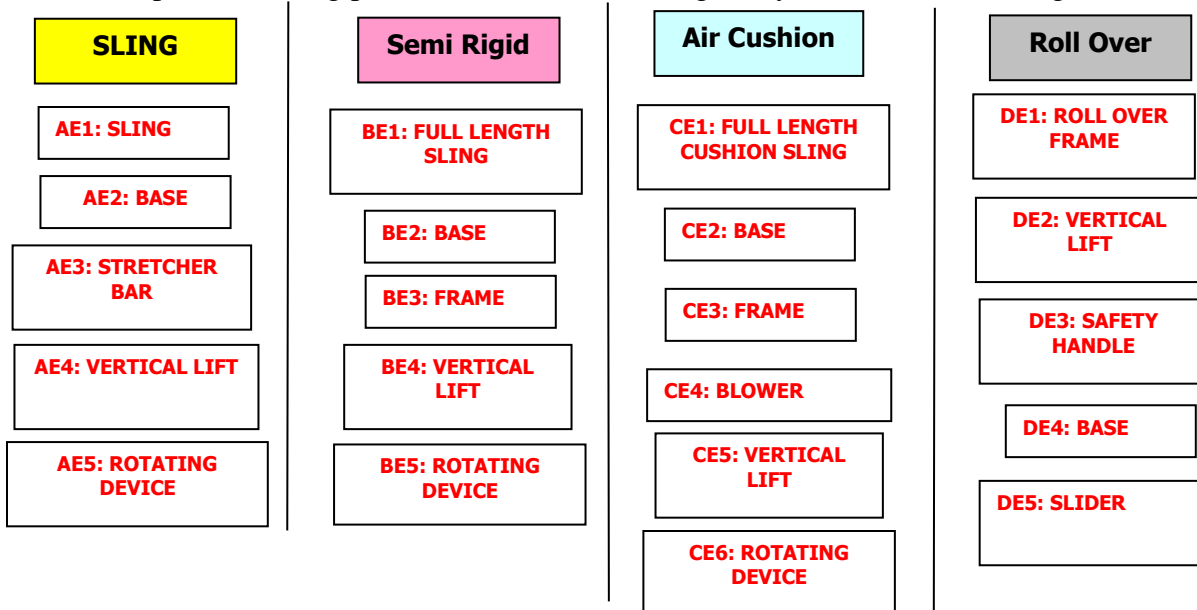 SLING
AE1: SLING
AE2: BASE
AE3: STRETCHER
BAR
AE4: VERTICAL LIFT
AE5: ROTATING
DEVICE
Semi Rigid
BE1: FULL LENGTH
SLING
BE2: BASE
BE3: FRAME
BE4: VERTICAL
LIFT
BE5: ROTATING
DEVICE
Air Cushion
CE1: FULL LENGTH
CUSHION SLING
CE2: BASE
CE3: FRAME
CE4: BLOWER
CE5: VERTICAL
LIFT
CE6: ROTATING
DEVICE
Roll Over
DE1: ROLL OVER
FRAME
DE2: VERTICAL
LIFT
DE3: SAFETY
HANDLE
DE4: BASE
DE5: SLIDER